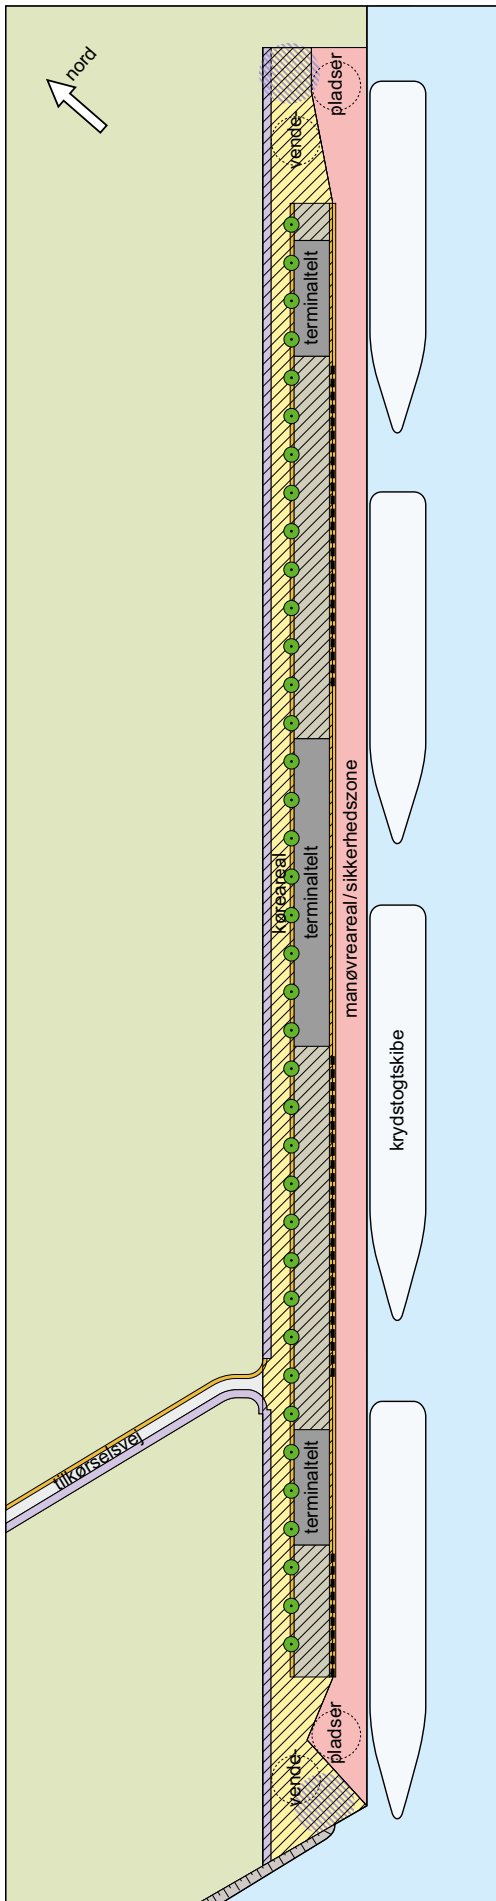 nord
vende-
pladser
terminaltelt
manøvreareal/sikkerhedszone
køreareal
terminaltelt
krydstogtskibe
tilkørselsvej
terminaltelt
vende-
pladser